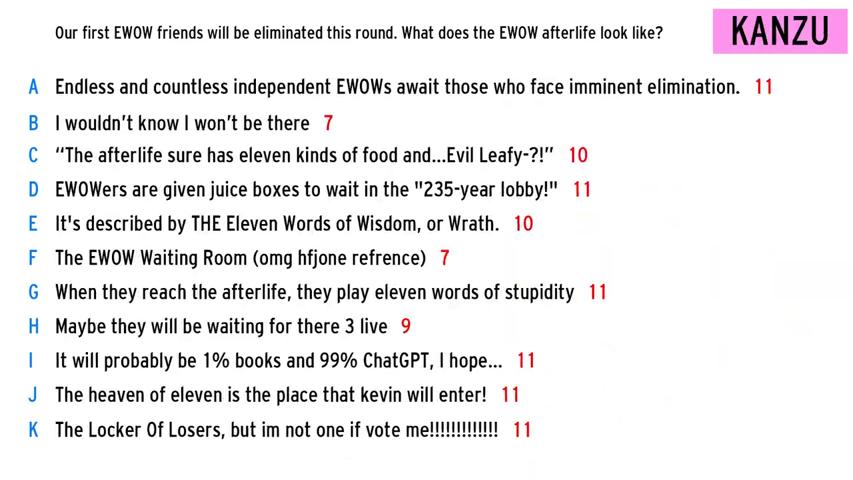 Our first EWOW friends will be eliminated this round. What does the EWOW afterlife look like?
KANZU
A Endless and countless independent EWOWs await those who face imminent elimination. 11
B I wouldn't know I won't be there 7
C “The afterlife sure has eleven kinds of food and...Evil Leafy-?!” 10
D EWOWers are given juice boxes to wait in the "235-year lobby!" 11
E It's described by THE Eleven Words of Wisdom, or Wrath. 10
F The EWOW Waiting Room (omg hfjone refrence) 7
G When they reach the afterlife, they play eleven words of stupidity 11
H Maybe they will be waiting for there 3 live 9
I It will probably be 1% books and 99% ChatGPT, I hope... 11
J The heaven of eleven is the place that kevin will enter! 11
K The Locker Of Losers, but im not one if vote me!!!!!!!!!!!!! 11